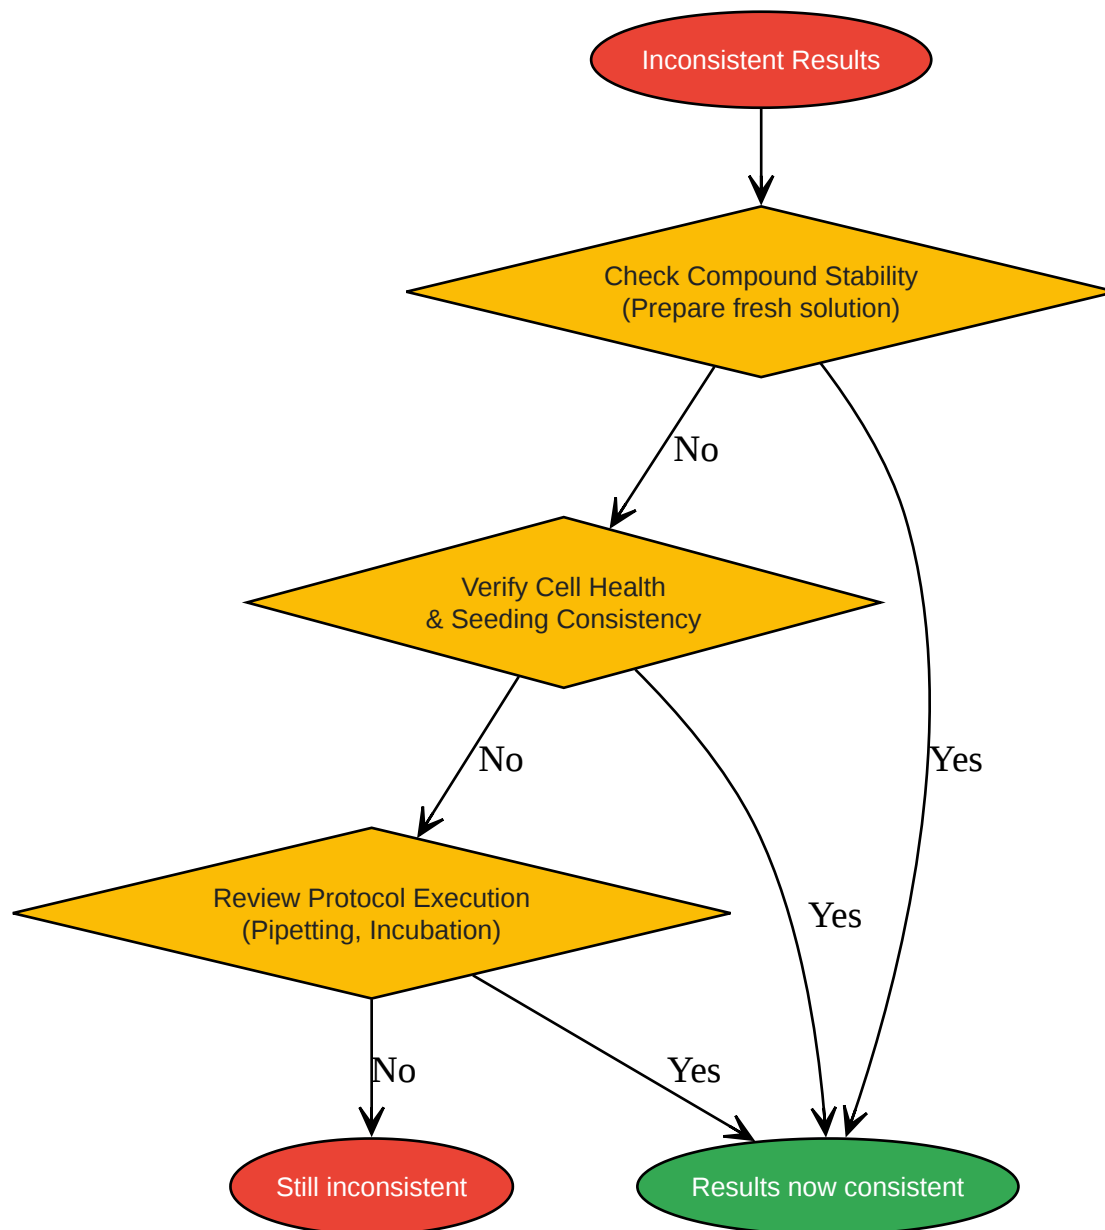 Inconsistent Results
Check Compound Stability
(Prepare fresh solution)
No
Verify Cell Health
& Seeding Consistency
No
Yes
Review Protocol Execution
(Pipetting, Incubation)
Yes
No
Yes
Still inconsistent
Results now consistent